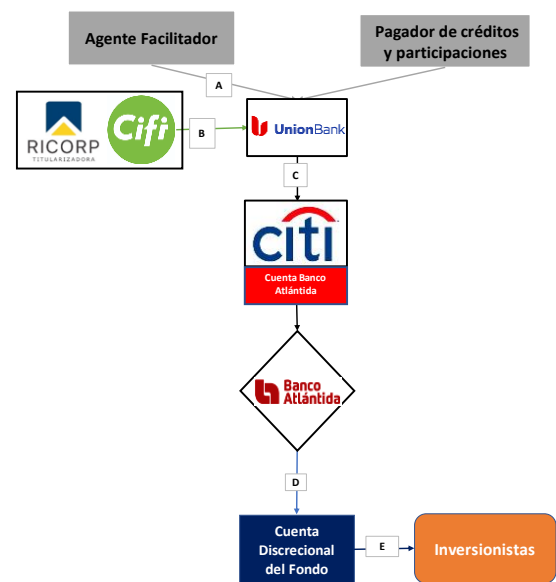 Agente Facilitador
Pagador de créditos
y participaciones
A
RICORP
TITULARIZADORA
Cifi
B
UnionBank
C
citi
Cuenta Banco
Atlántida
Banco
Atlántida
D
Cuenta
Discrecional
del Fondo
E
Inversionistas